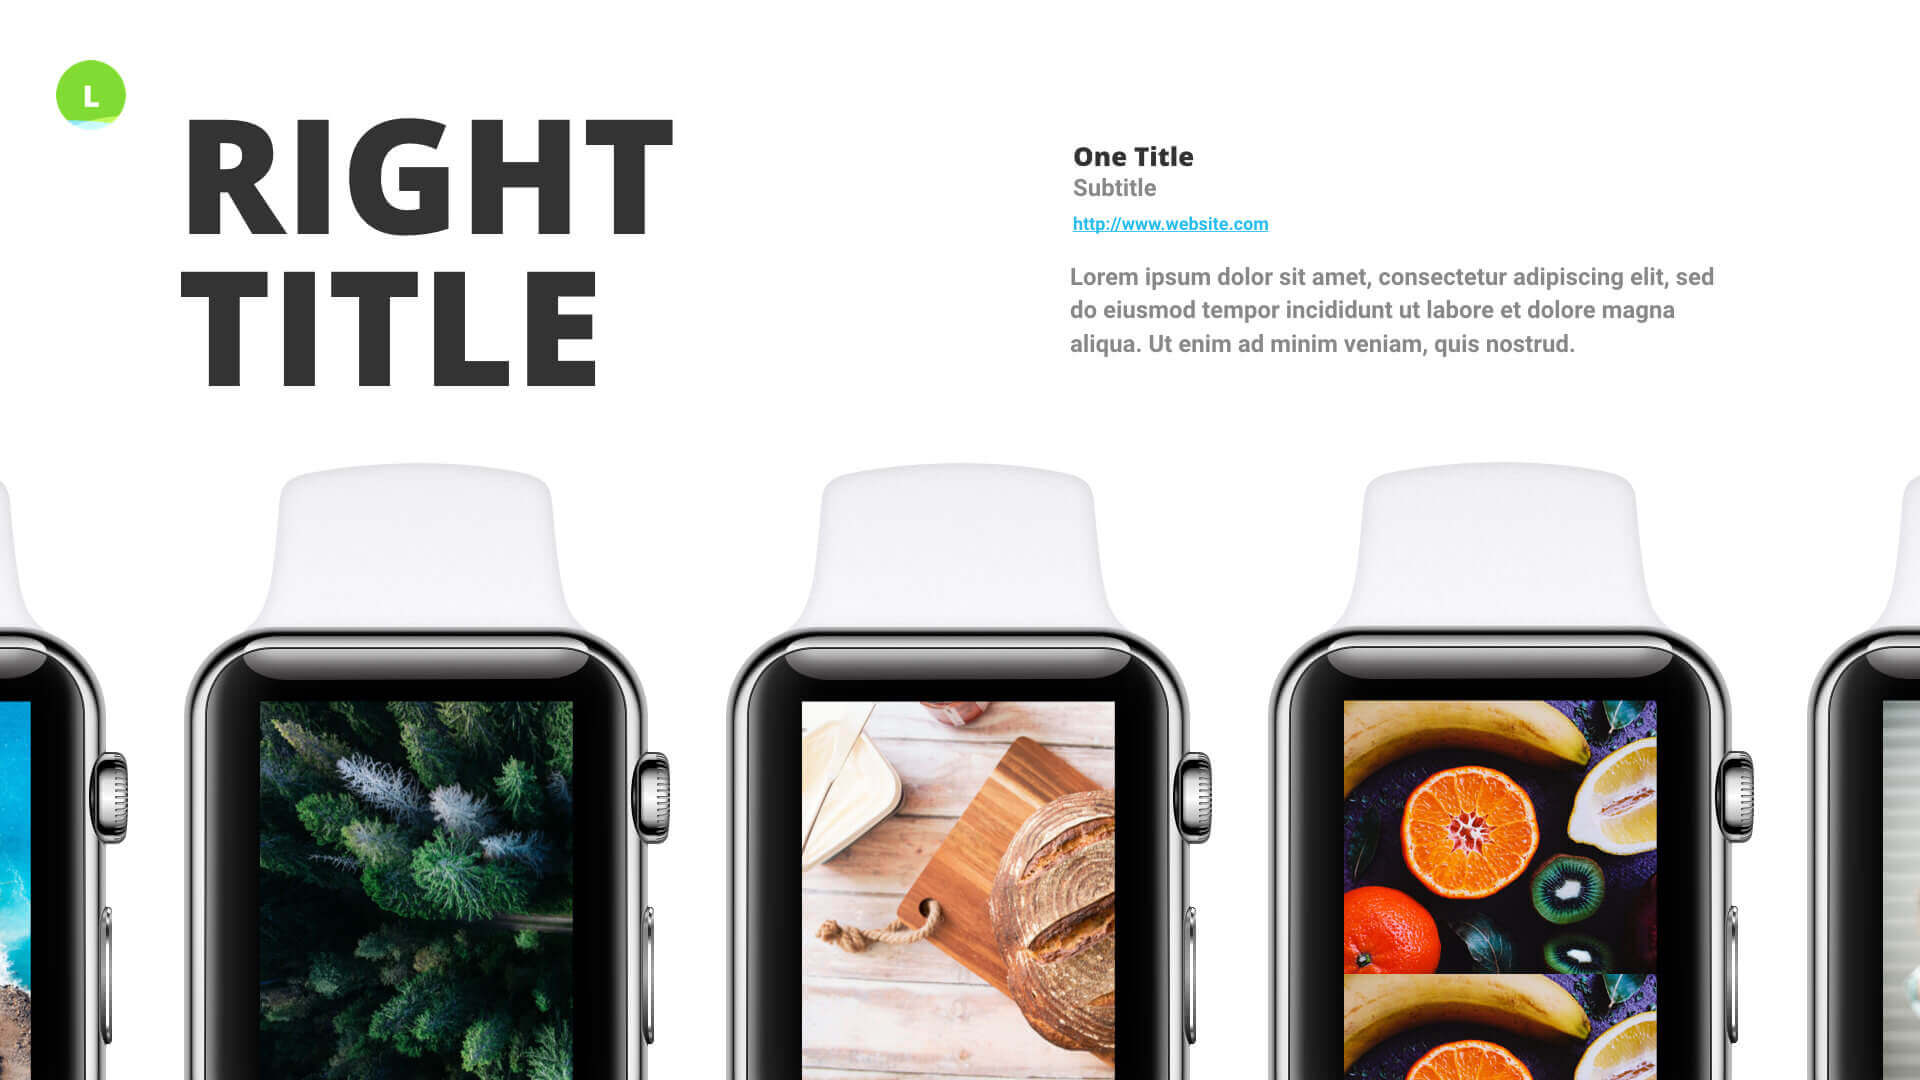 L
RIGHT
TITLE
One Title
Subtitle
http://www.website.com
Lorem ipsum dolor sit amet, consectetur adipiscing elit, sed
do eiusmod tempor incididunt ut labore et dolore magna
aliqua. Ut enim ad minim veniam, quis nostrud.